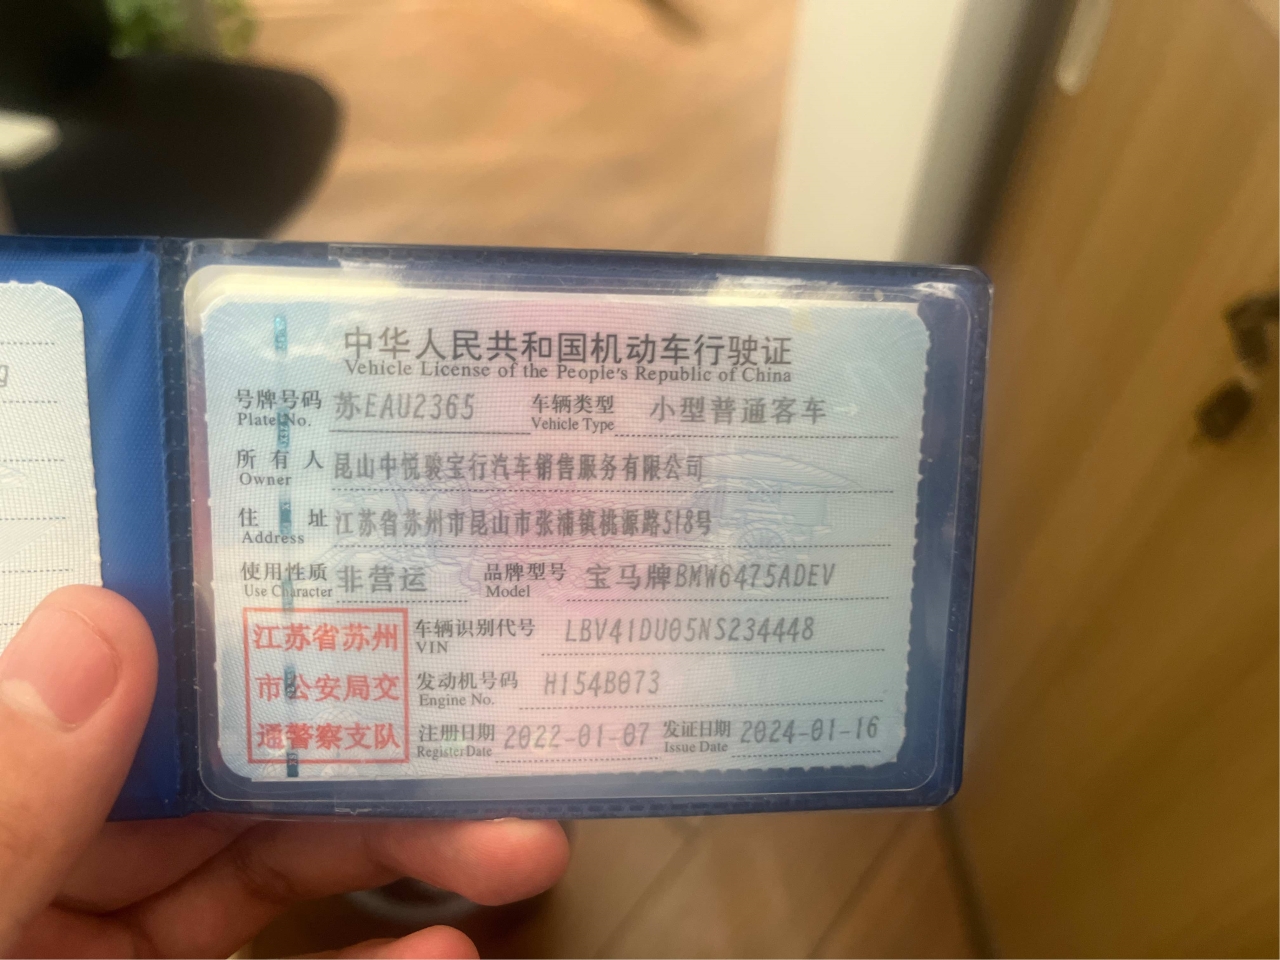 中华人民共和国机动车行驶证
Vehicle License of the People's Republic of China
号牌号码 苏EAU2365 车辆类型 小型普通客车
Plate No. Vehicle Type
所有人 昆山中悦骏宝行汽车销售服务有限公司
Owner
住址 江苏省苏州市昆山市张浦镇桃源路518号
Address
使用性质 非营运 品牌型号 宝马牌BMW6475ADEV
Use Character Model
江苏省苏州
市公安局交
通警察支队
车辆识别代号 LBV41DU05NS234448
VIN
发动机号码 H154B073
Engine No.
注册日期 2022-01-07 发证日期 2024-01-16
Register Date Issue Date
g